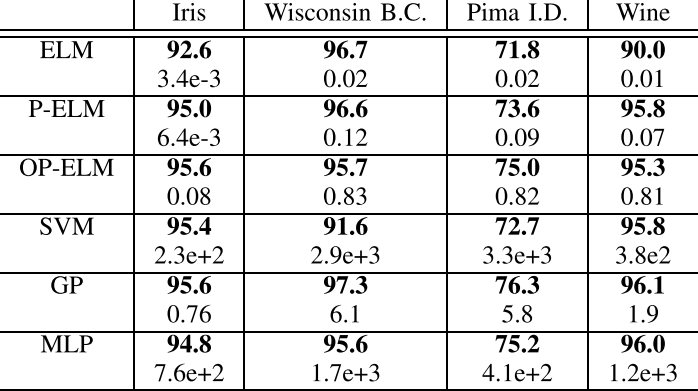 Iris Wisconsin B.C. Pima I.D. Wine
ELM 92.6 96.7 71.8 90.0
3.4e-3 0.02 0.02 0.01
P-ELM 95.0 96.6 73.6 95.8
6.4e-3 0.12 0.09 0.07
OP-ELM 95.6 95.7 75.0 95.3
0.08 0.83 0.82 0.81
SVM 95.4 91.6 72.7 95.8
2.3e+2 2.9e+3 3.3e+3 3.8e2
GP 95.6 97.3 76.3 96.1
0.76 6.1 5.8 1.9
MLP 94.8 95.6 75.2 96.0
7.6e+2 1.7e+3 4.1e+2 1.2e+3